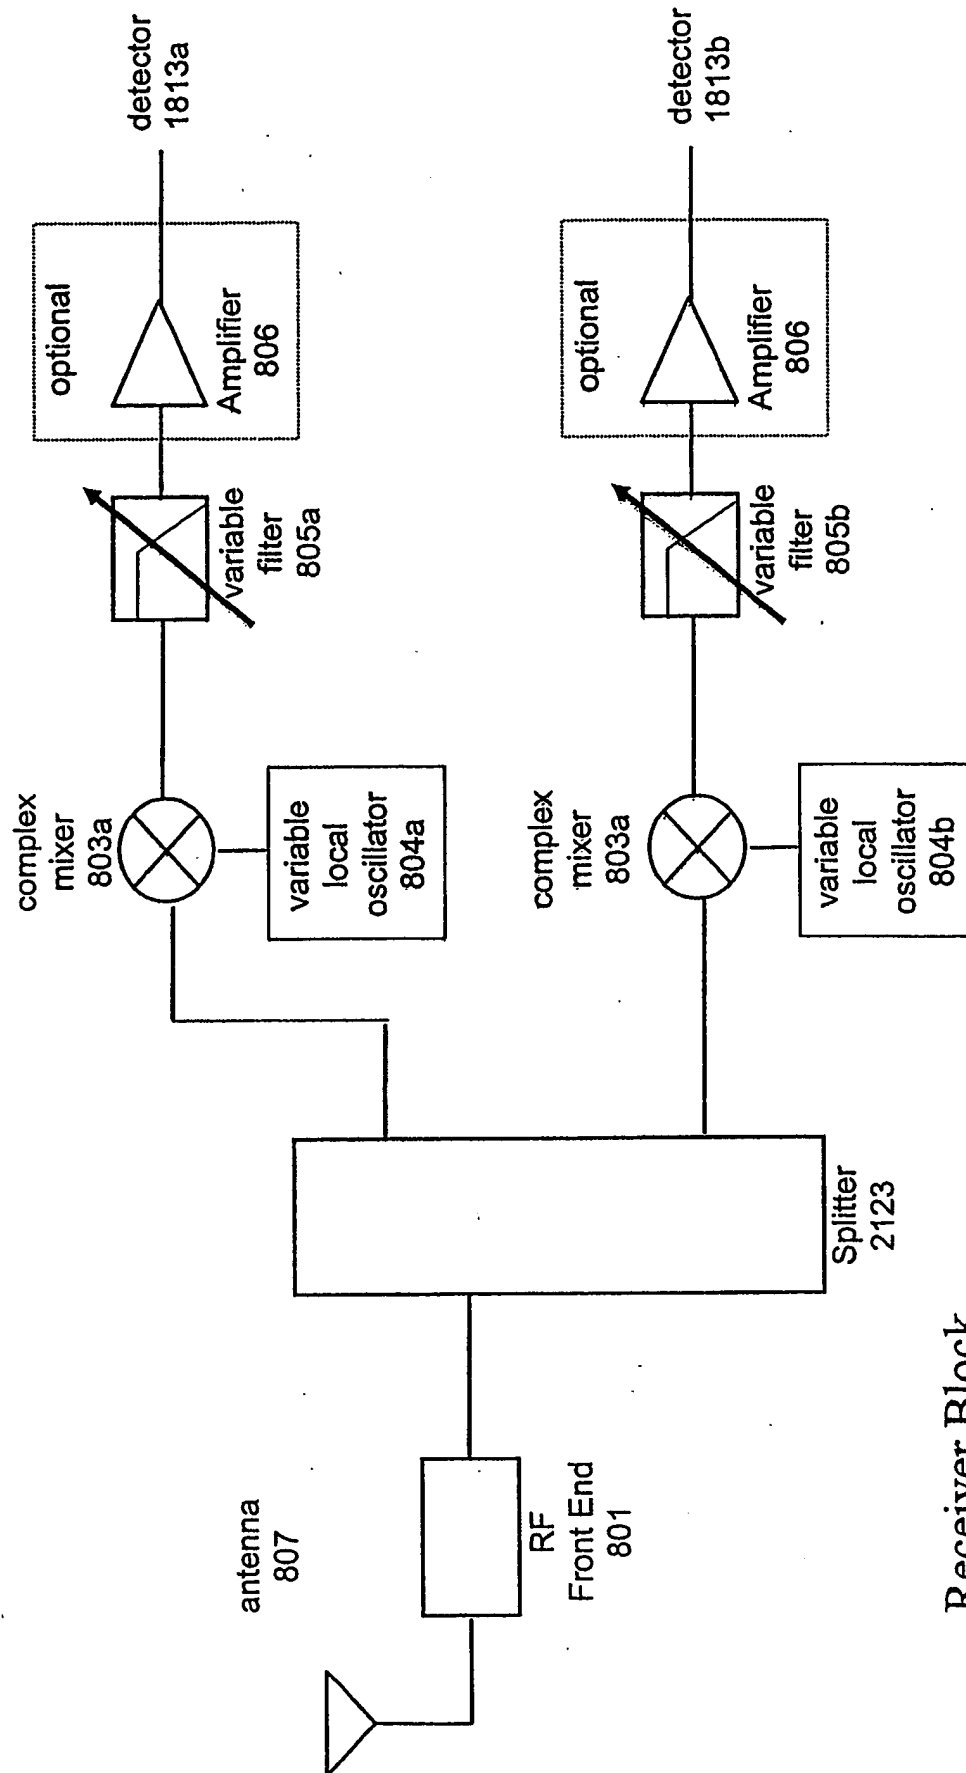 antenna
807
RF
Front End
801
Splitter
2123
complex
mixer
803a
variable
local
oscillator
804a
variable
filter
805a
optional
Amplifier
806
detector
1813a
complex
mixer
803a
variable
local
oscillator
804b
variable
filter
805b
optional
Amplifier
806
detector
1813b
Receiver Block